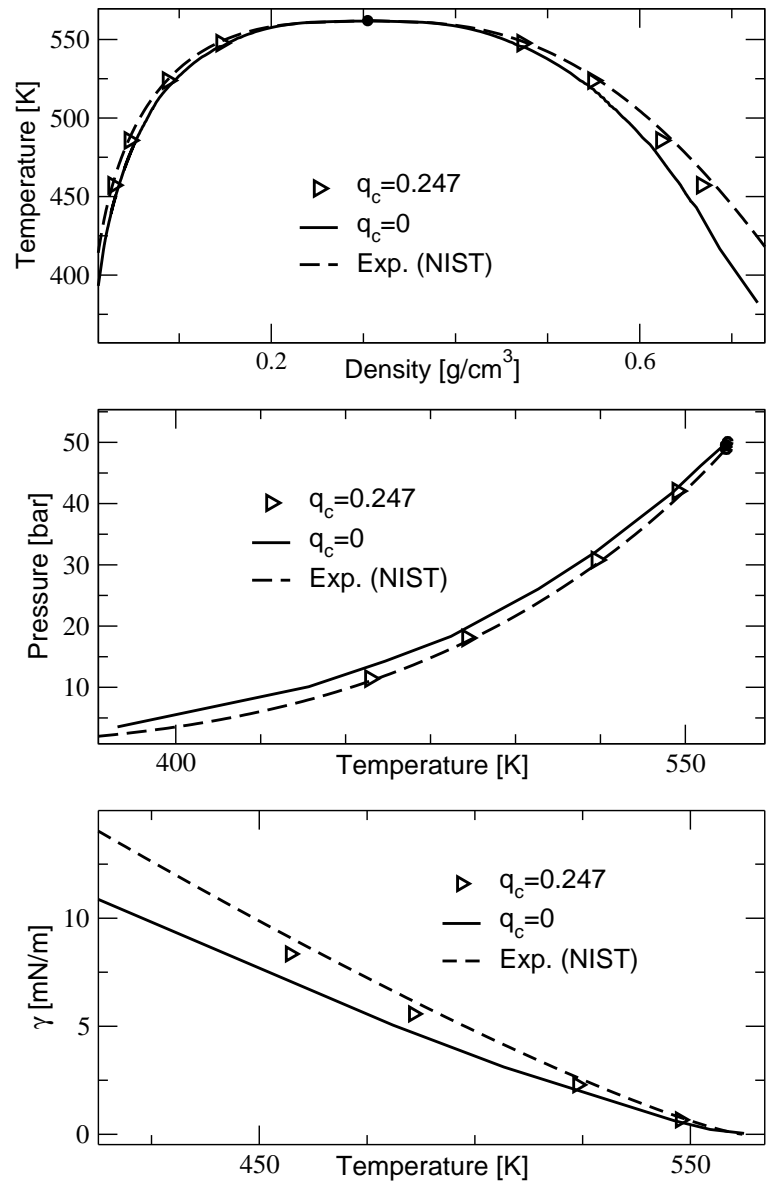 550
500
450
400
Temperature [K]
q_c=0.247
q_c=0
Exp. (NIST)
0.2
0.6
Density [g/cm^3]
50
40
30
20
10
Pressure [bar]
q_c=0.247
q_c=0
Exp. (NIST)
400
550
Temperature [K]
10
5
0
γ [mN/m]
q_c=0.247
q_c=0
Exp. (NIST)
450
550
Temperature [K]